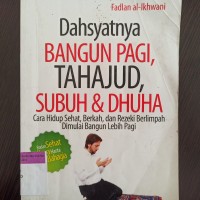 Fadlan al-Ikhwani
Dahsyatnya
BANGUN PAGI,
TAHAJUD,
SUBUH & DHUHA
Cara Hidup Sehat, Berkah, dan Rezeki Berlimpah
Dimulai Bangun Lebih Pagi
Sehat